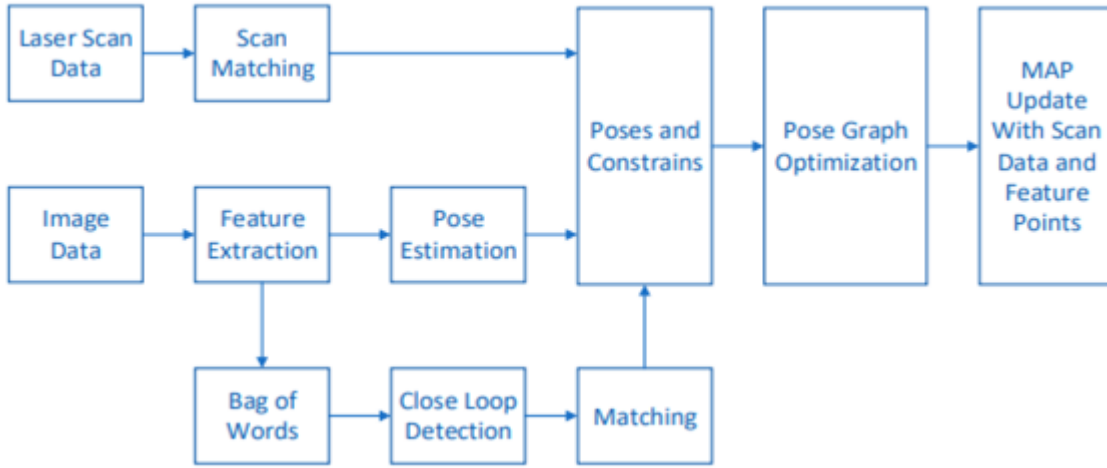 Laser Scan
Data
Scan
Matching
Poses and
Constrains
Pose Graph
Optimization
MAP
Update
With Scan
Data and
Feature
Points
Image
Data
Feature
Extraction
Pose
Estimation
Bag of
Words
Close Loop
Detection
Matching